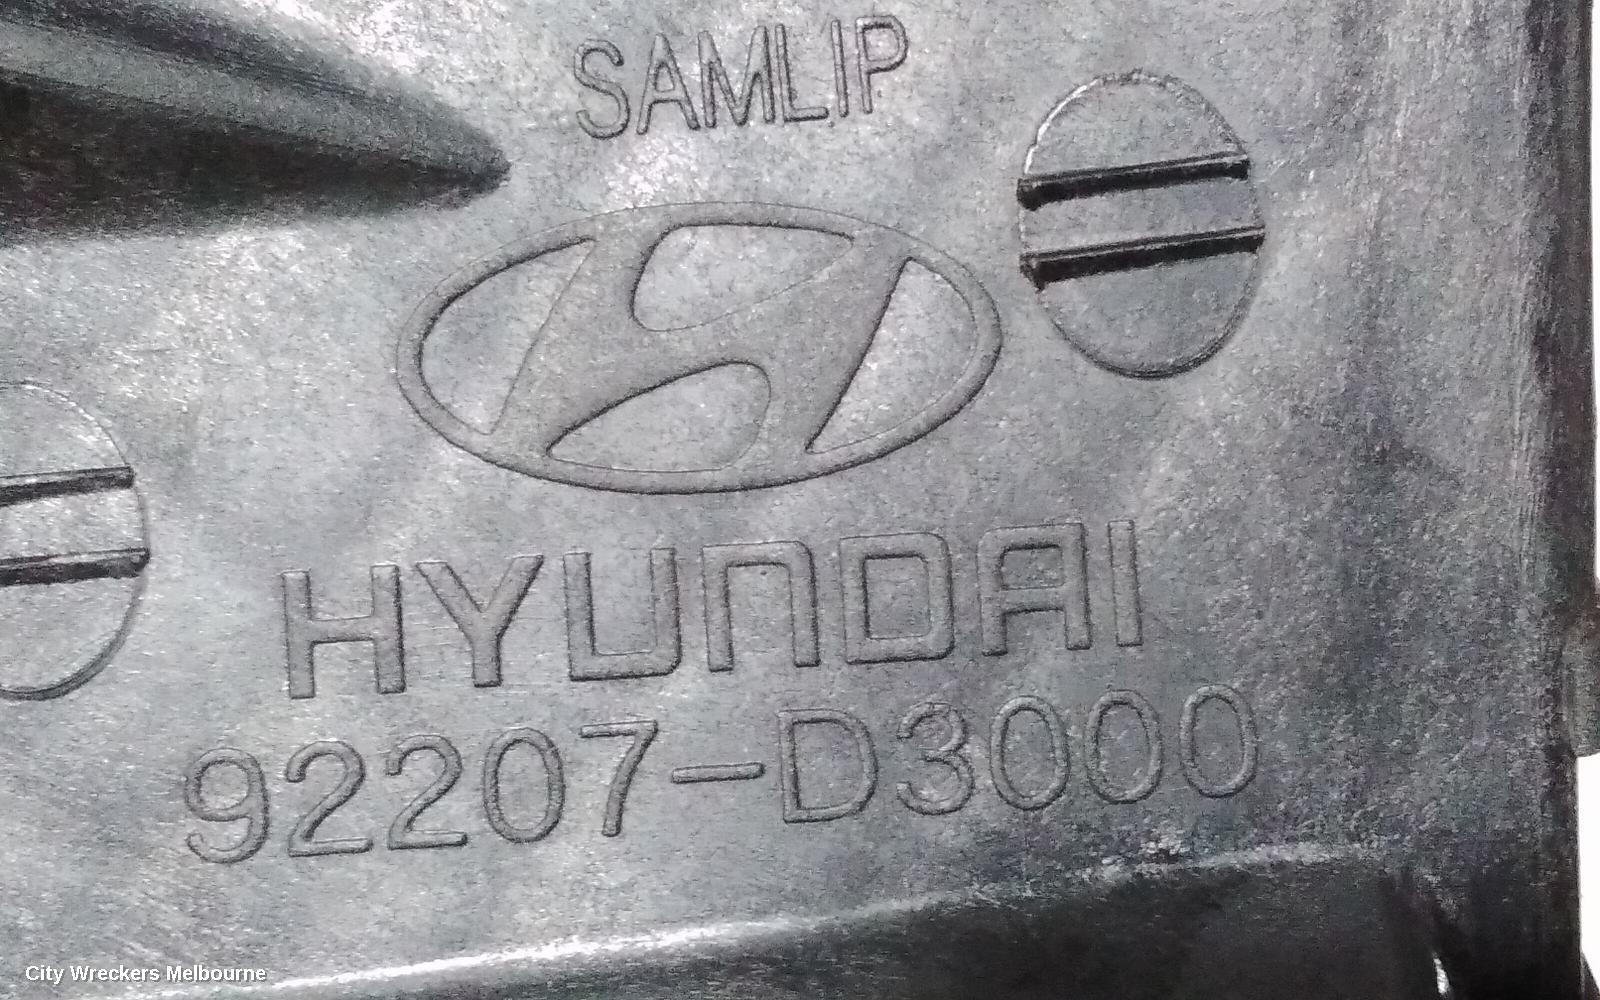 SAMLIP
HYUNDAI
92207-D3000
City Wreckers Melbourne